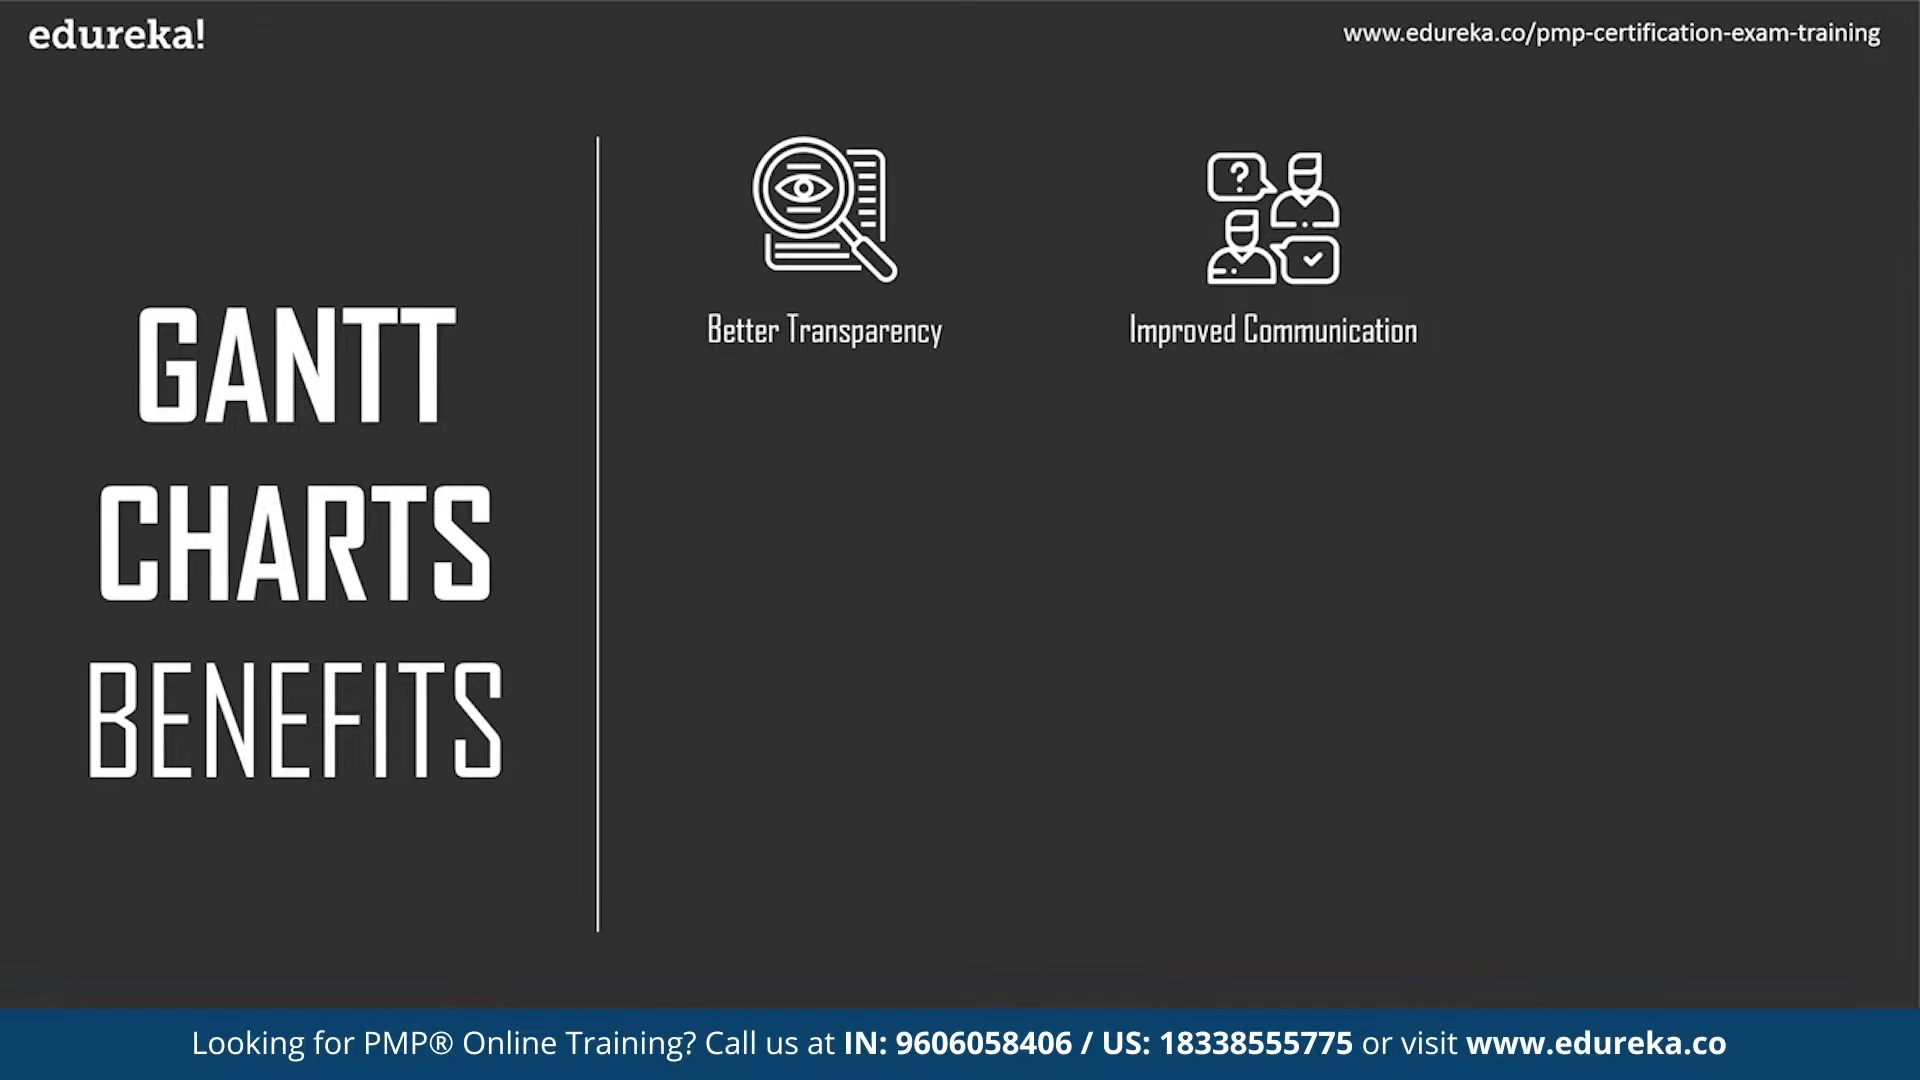 edureka!
www.edureka.co/pmp-certification-exam-training
GANTT
CHARTS
BENEFITS
?
Better Transparency
Improved Communication
Looking for PMP® Online Training? Call us at IN: 9606058406 / US: 18338555775 or visit www.edureka.co